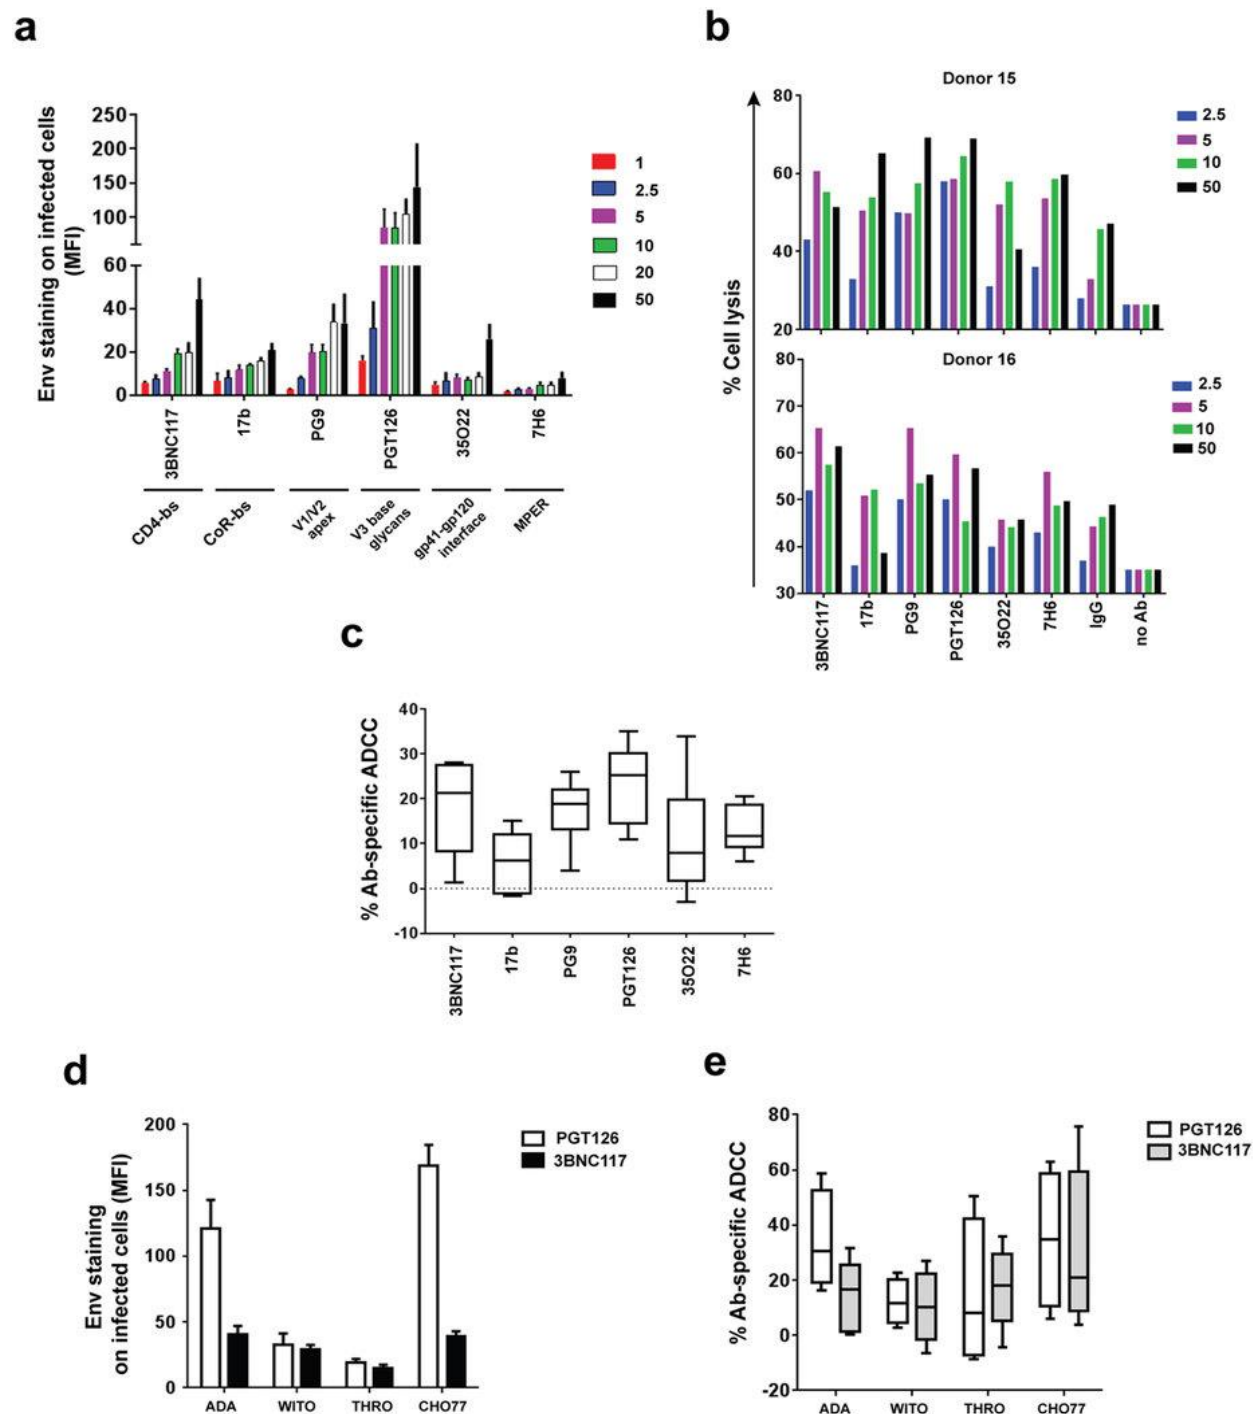 a
Env staining on infected cells
(MFI)
250
200
150
100
60
40
20
0
1
2.5
5
10
20
50
3BNC117
17b
PG9
PGT126
35O22
7H6
CD4-bs
CoR-bs
V1/V2
apex
V3 base
glycans
gp41-gp120
interface
MPER
b
% Cell lysis
Donor 15
80
60
40
20
2.5
5
10
50
Donor 16
80
70
60
50
40
30
2.5
5
10
50
3BNC117
17b
PG9
PGT126
35O22
7H6
IgG
no Ab
c
% Ab-specific ADCC
40
30
20
10
0
-10
3BNC117
17b
PG9
PGT126
35O22
7H6
d
Env staining
on infected cells (MFI)
200
150
100
50
0
PGT126
3BNC117
ADA
WITO
THRO
CHO77
e
% Ab-specific ADCC
80
60
40
20
0
-20
PGT126
3BNC117
ADA
WITO
THRO
CHO77